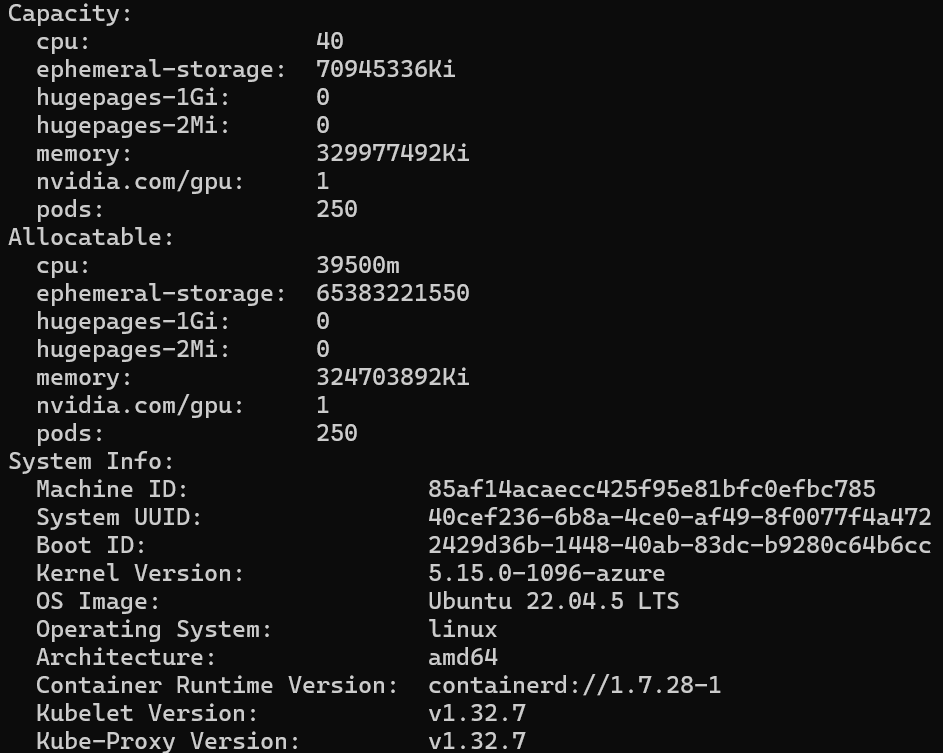 Capacity:
  cpu:                40
  ephemeral-storage:  70945336Ki
  hugepages-1Gi:      0
  hugepages-2Mi:      0
  memory:             329977492Ki
  nvidia.com/gpu:     1
  pods:               250
Allocatable:
  cpu:                39500m
  ephemeral-storage:  65383221550
  hugepages-1Gi:      0
  hugepages-2Mi:      0
  memory:             324703892Ki
  nvidia.com/gpu:     1
  pods:               250
System Info:
  Machine ID:                 85af14acaecc425f95e81bfc0efbc785
  System UUID:                40cef236-6b8a-4ce0-af49-8f0077f4a472
  Boot ID:                    2429d36b-1448-40ab-83dc-b9280c64b6cc
  Kernel Version:             5.15.0-1096-azure
  OS Image:                   Ubuntu 22.04.5 LTS
  Operating System:           linux
  Architecture:               amd64
  Container Runtime Version:  containerd://1.7.28-1
  Kubelet Version:            v1.32.7
  Kube-Proxy Version:         v1.32.7